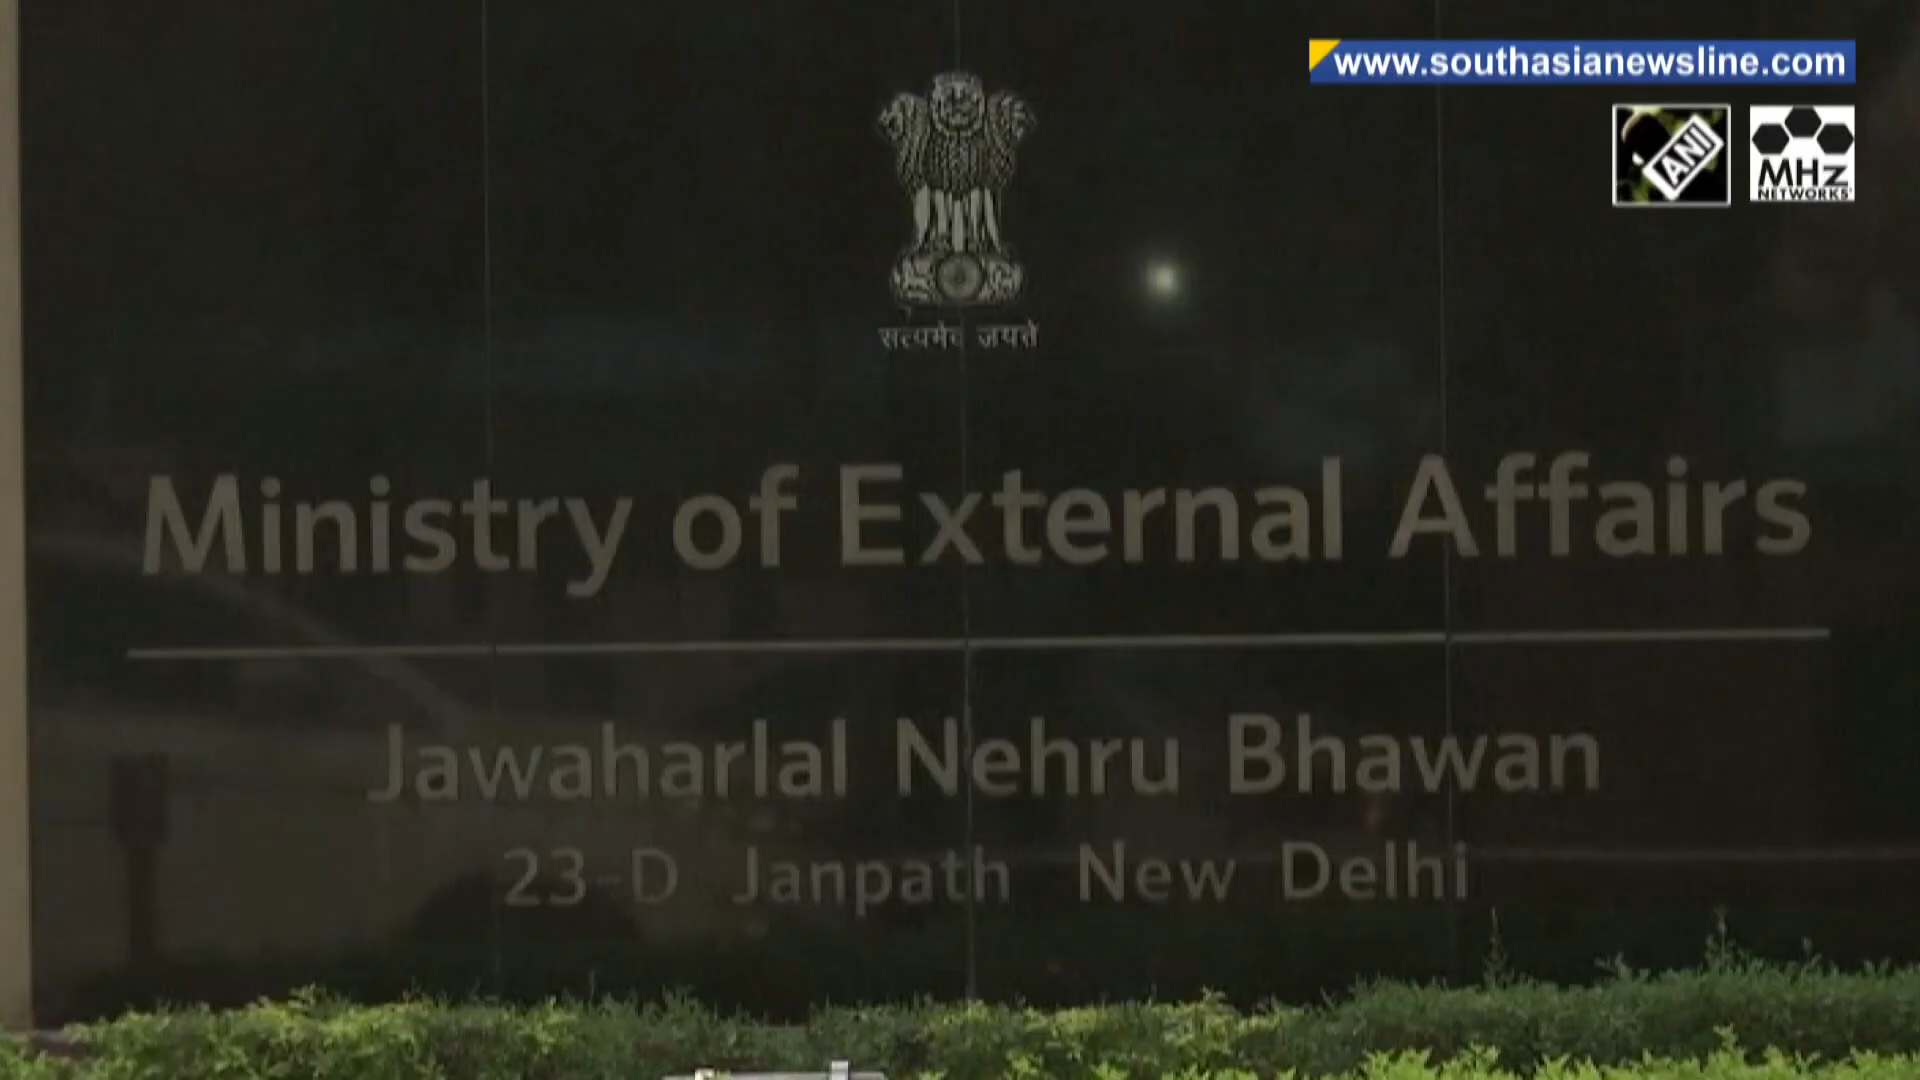 www.southasianewsline.com
ANI
MHz
NETWORKS
सत्यमेव जयते
Ministry of External Affairs
Jawaharlal Nehru Bhawan
23-D Janpath New Delhi